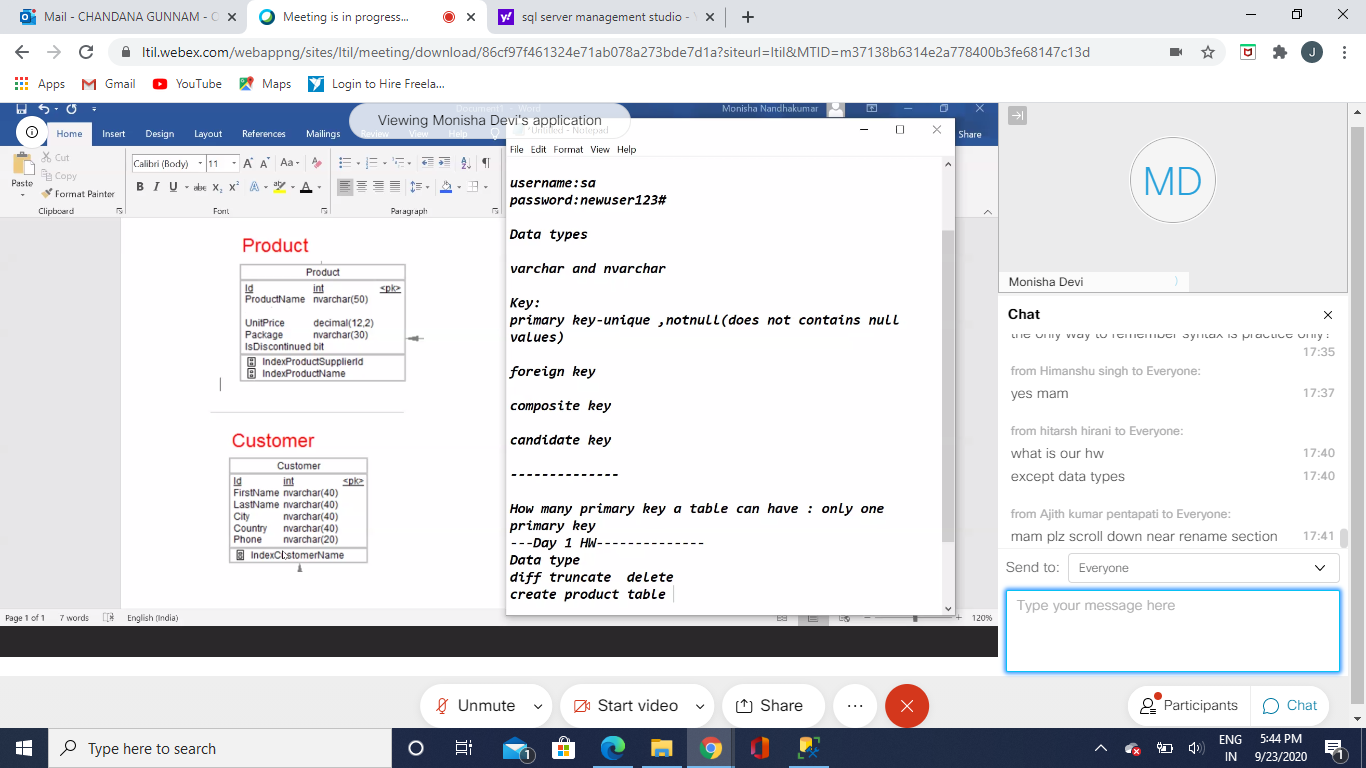 Mail - CHANDANA GUNNAM - O
Meeting is in progress...
sql server management studio - Y
ltil.webex.com/webappng/sites/ltil/meeting/download/86cf97f461324e71ab078a273bde7d1a?siteurl=ltil&MTID=m37138b6314e2a778400b3fe68147c13d
J
Apps
Gmail
YouTube
Maps
Login to Hire Freela...
Document1 - Word
Monisha Nandhakumar
Viewing Monisha Devi's application
Home
Insert
Design
Layout
References
Mailings
Review
View
Help
Share
Paste
Cut
Copy
Format Painter
Clipboard
Calibri (Body)
11
Font
Paragraph
*Untitled - Notepad
File Edit Format View Help
username:sa
password:newuser123#
Data types
varchar and nvarchar
Key:
primary key-unique ,notnull(does not contains null
values)
foreign key
composite key
candidate key
--------------
How many primary key a table can have : only one
primary key
---Day 1 HW--------------
Data type
diff truncate  delete
create product table
Product
Product
Id int <pk>
ProductName nvarchar(50)
UnitPrice decimal(12,2)
Package nvarchar(30)
IsDiscontinued bit
IndexProductSupplierId
IndexProductName
Customer
Customer
Id int <pk>
FirstName nvarchar(40)
LastName nvarchar(40)
City nvarchar(40)
Country nvarchar(40)
Phone nvarchar(20)
IndexCustomerName
Page 1 of 1
7 words
English (India)
120%
MD
Monisha Devi
Chat
the only way to remember syntax is practice only?
17:35
from Himanshu singh to Everyone:
yes mam 17:37
from hitarsh hirani to Everyone:
what is our hw 17:40
except data types 17:40
from Ajith kumar pentapati to Everyone:
mam plz scroll down near rename section 17:41
Send to:
Everyone
Type your message here
Unmute
Start video
Share
Participants
Chat
Type here to search
1
ENG
IN
5:44 PM
9/23/2020
1